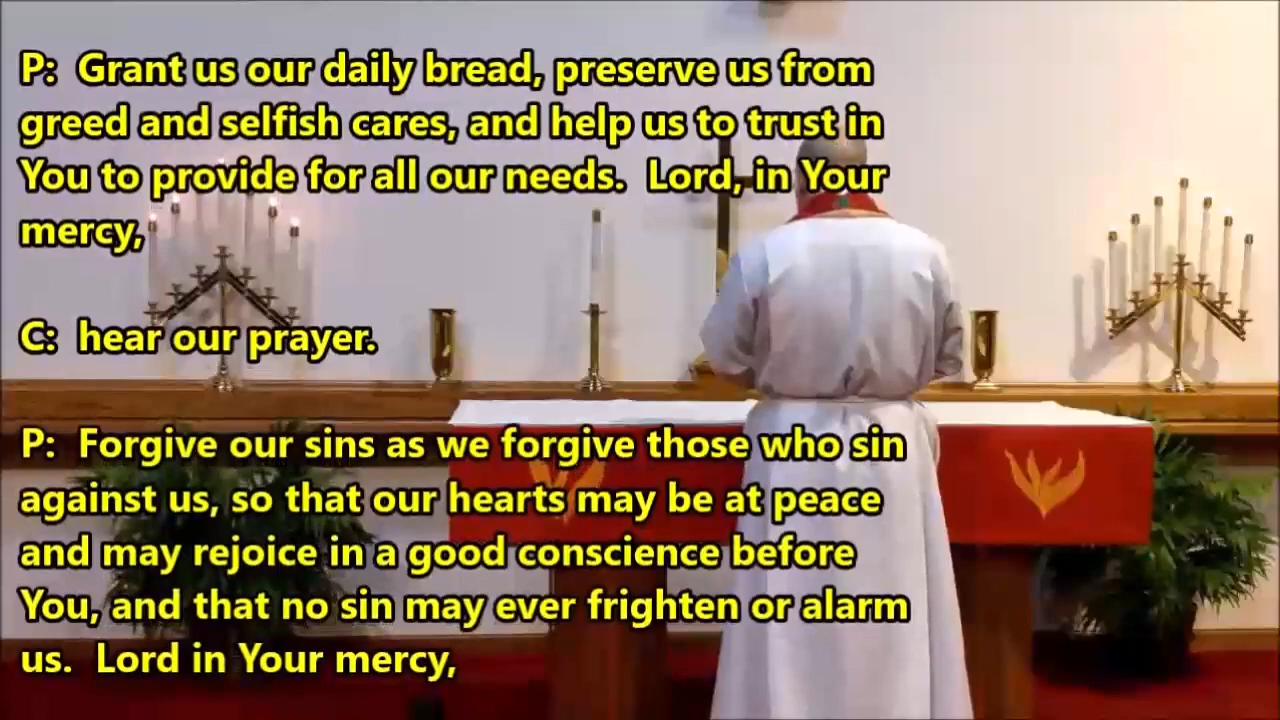 P:  Grant us our daily bread, preserve us from
greed and selfish cares, and help us to trust in
You to provide for all our needs.  Lord, in Your
mercy,
C:  hear our prayer.
P:  Forgive our sins as we forgive those who sin
against us, so that our hearts may be at peace
and may rejoice in a good conscience before
You, and that no sin may ever frighten or alarm
us.  Lord in Your mercy,